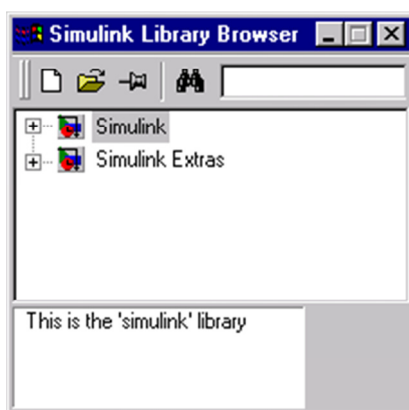 Simulink Library Browser
Simulink
Simulink Extras
This is the 'simulink' library